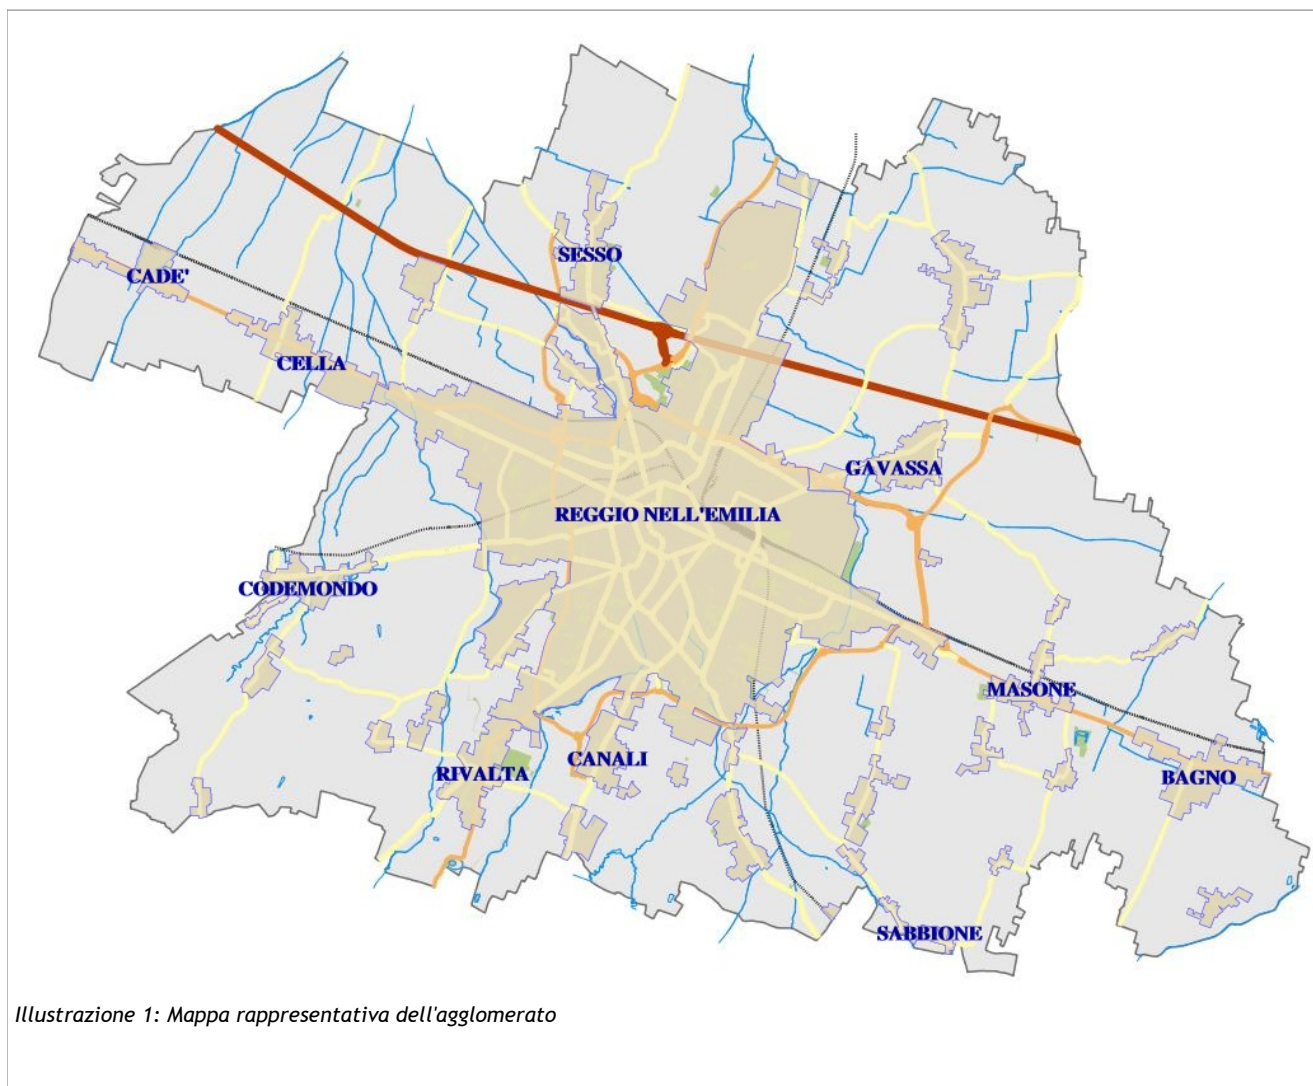 SESSO
CADE'
CELLA
GAVASSA
REGGIO NELL'EMILIA
CODEMONDO
MASONE
CANALI
RIVALTA
BAGNO
SABBIONE
Illustrazione 1: Mappa rappresentativa dell'agglomerato